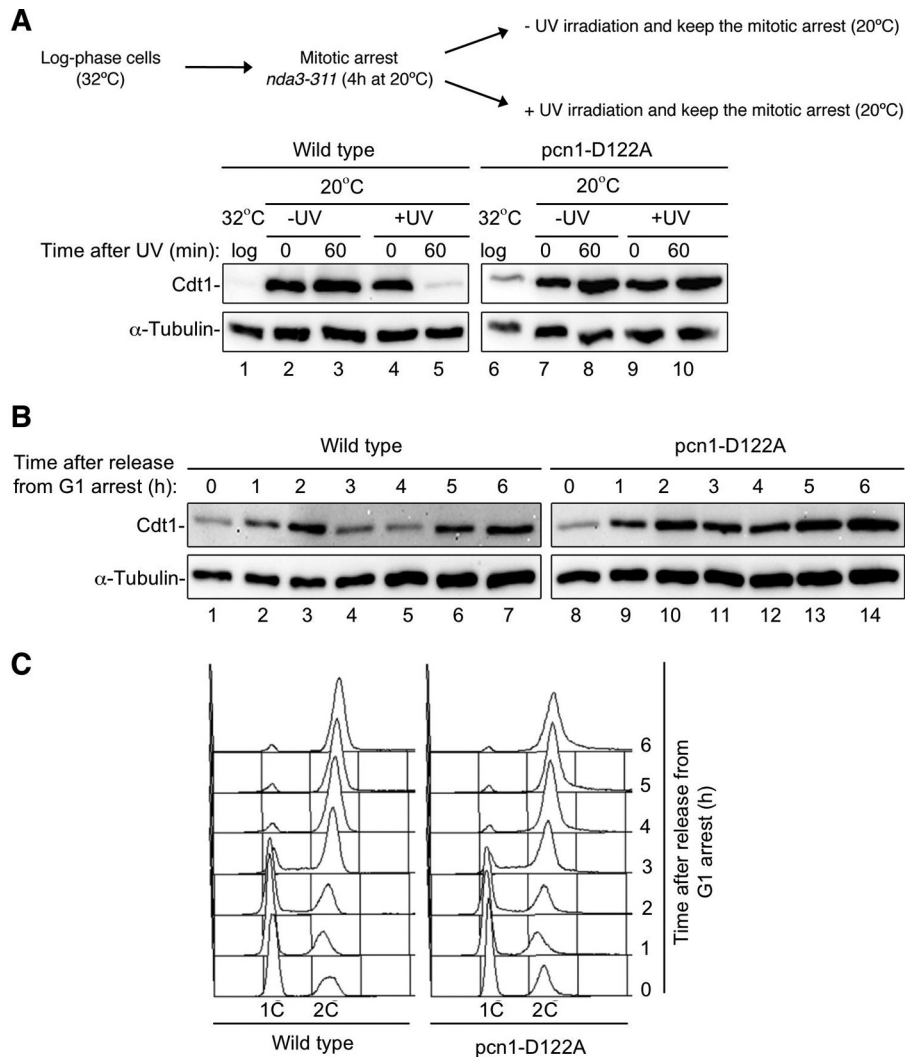 A
Log-phase cells
(32ºC)
Mitotic arrest
nda3-311 (4h at 20ºC)
- UV irradiation and keep the mitotic arrest (20ºC)
+ UV irradiation and keep the mitotic arrest (20ºC)
Wild type pcn1-D122A
20°C 20°C
32°C -UV +UV 32°C -UV +UV
Time after UV (min): log 0 60 0 60 log 0 60 0 60
Cdt1-
α-Tubulin-
1 2 3 4 5 6 7 8 9 10
B
Wild type pcn1-D122A
Time after release
from G1 arrest (h): 0 1 2 3 4 5 6 0 1 2 3 4 5 6
Cdt1-
α-Tubulin-
1 2 3 4 5 6 7 8 9 10 11 12 13 14
C
6
5
4
3
2
1
0
Time after release from
G1 arrest (h)
1C 2C 1C 2C
Wild type pcn1-D122A